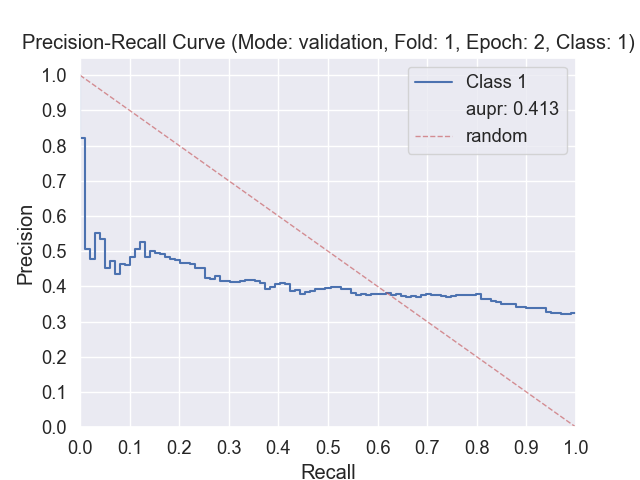 Precision-Recall Curve (Mode: validation, Fold: 1, Epoch: 2, Class: 1)
1.0
0.9
0.8
0.7
0.6
0.5
0.4
0.3
0.2
0.1
0.0
Precision
Class 1
aupr: 0.413
random
0.0 0.1 0.2 0.3 0.4 0.5 0.6 0.7 0.8 0.9 1.0
Recall